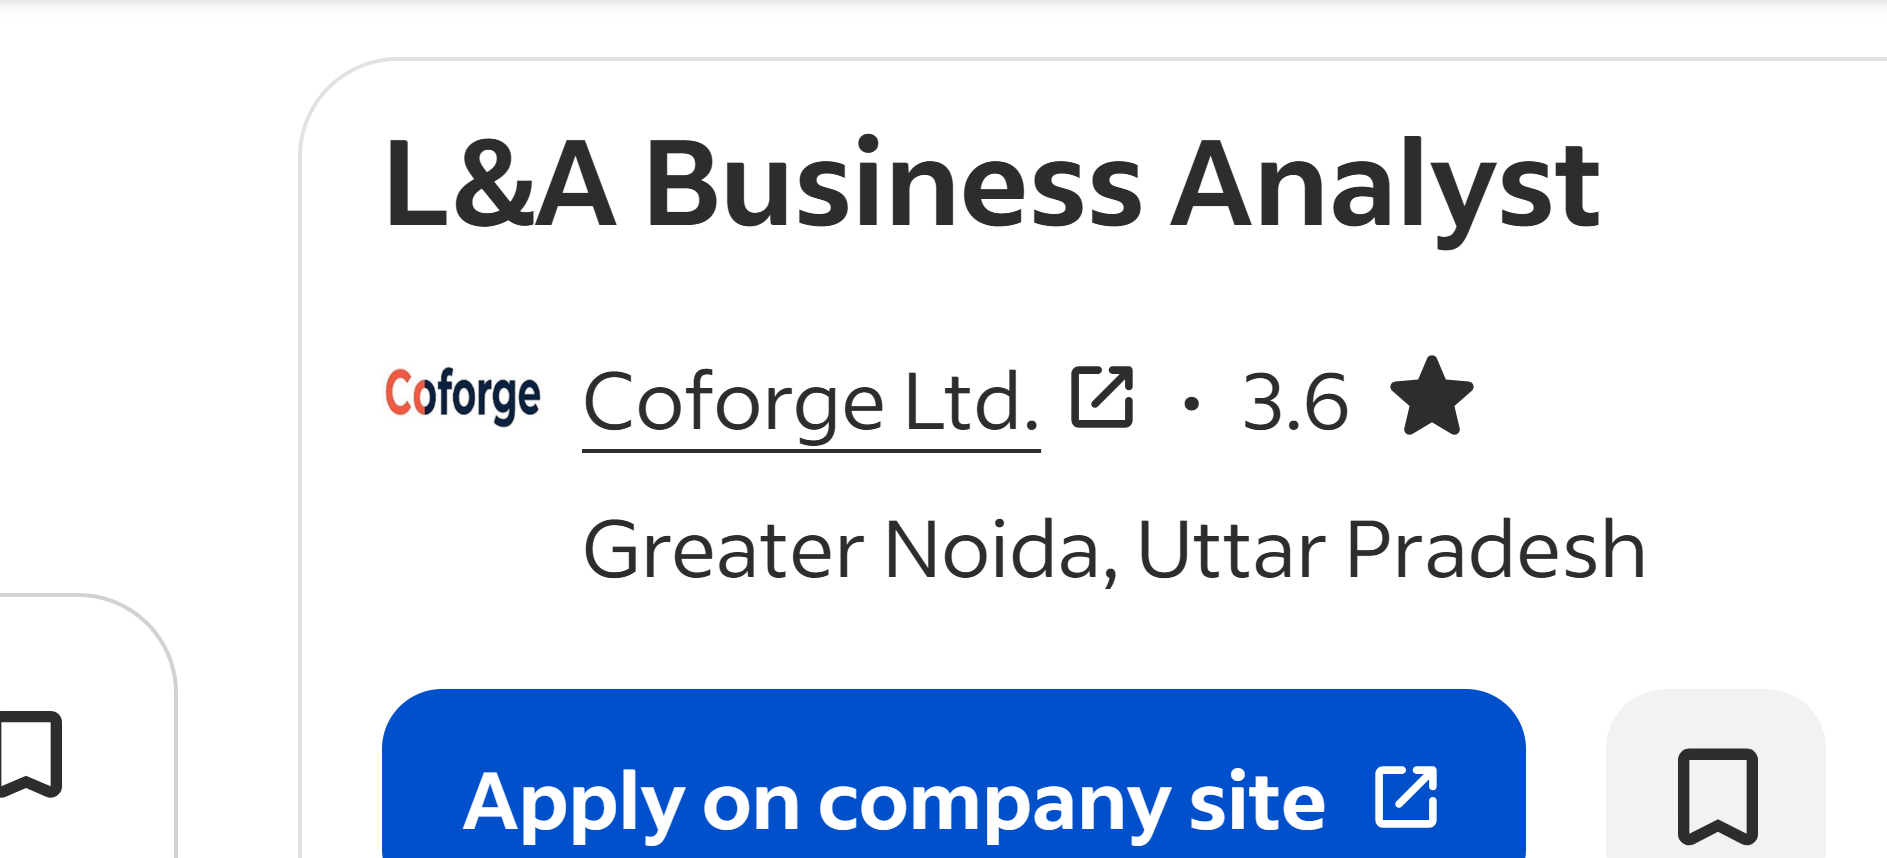 L&A Business Analyst
Coforge Coforge Ltd. • 3.6
Greater Noida, Uttar Pradesh
Apply on company site